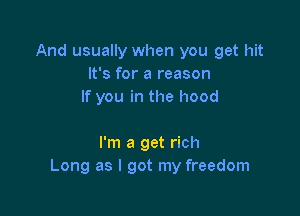 And usually when you get hit
It's for a reason
If you in the hood
I'm a get rich
Long as I got my freedom